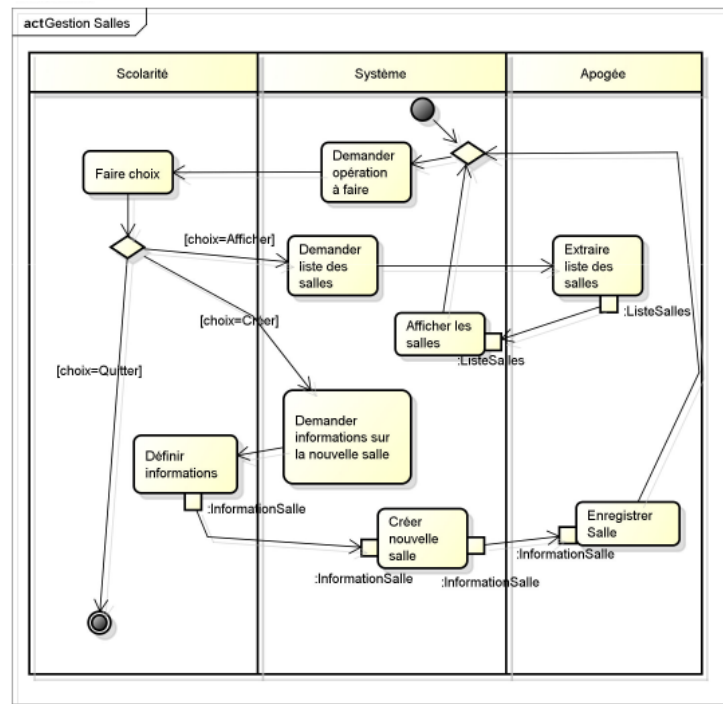 actGestion Salles
Scolarité
Système
Apogée
Faire choix
Demander
opération
à faire
[choix=Afficher]
Demander
liste des
salles
Extraire
liste des
salles
:ListeSalles
[choix=Créer]
Afficher les
salles
:ListeSalles
[choix=Quitter]
Demander
informations sur
la nouvelle salle
Définir
informations
:InformationSalle
Créer
nouvelle
salle
:InformationSalle
:InformationSalle
Enregistrer
Salle
:InformationSalle